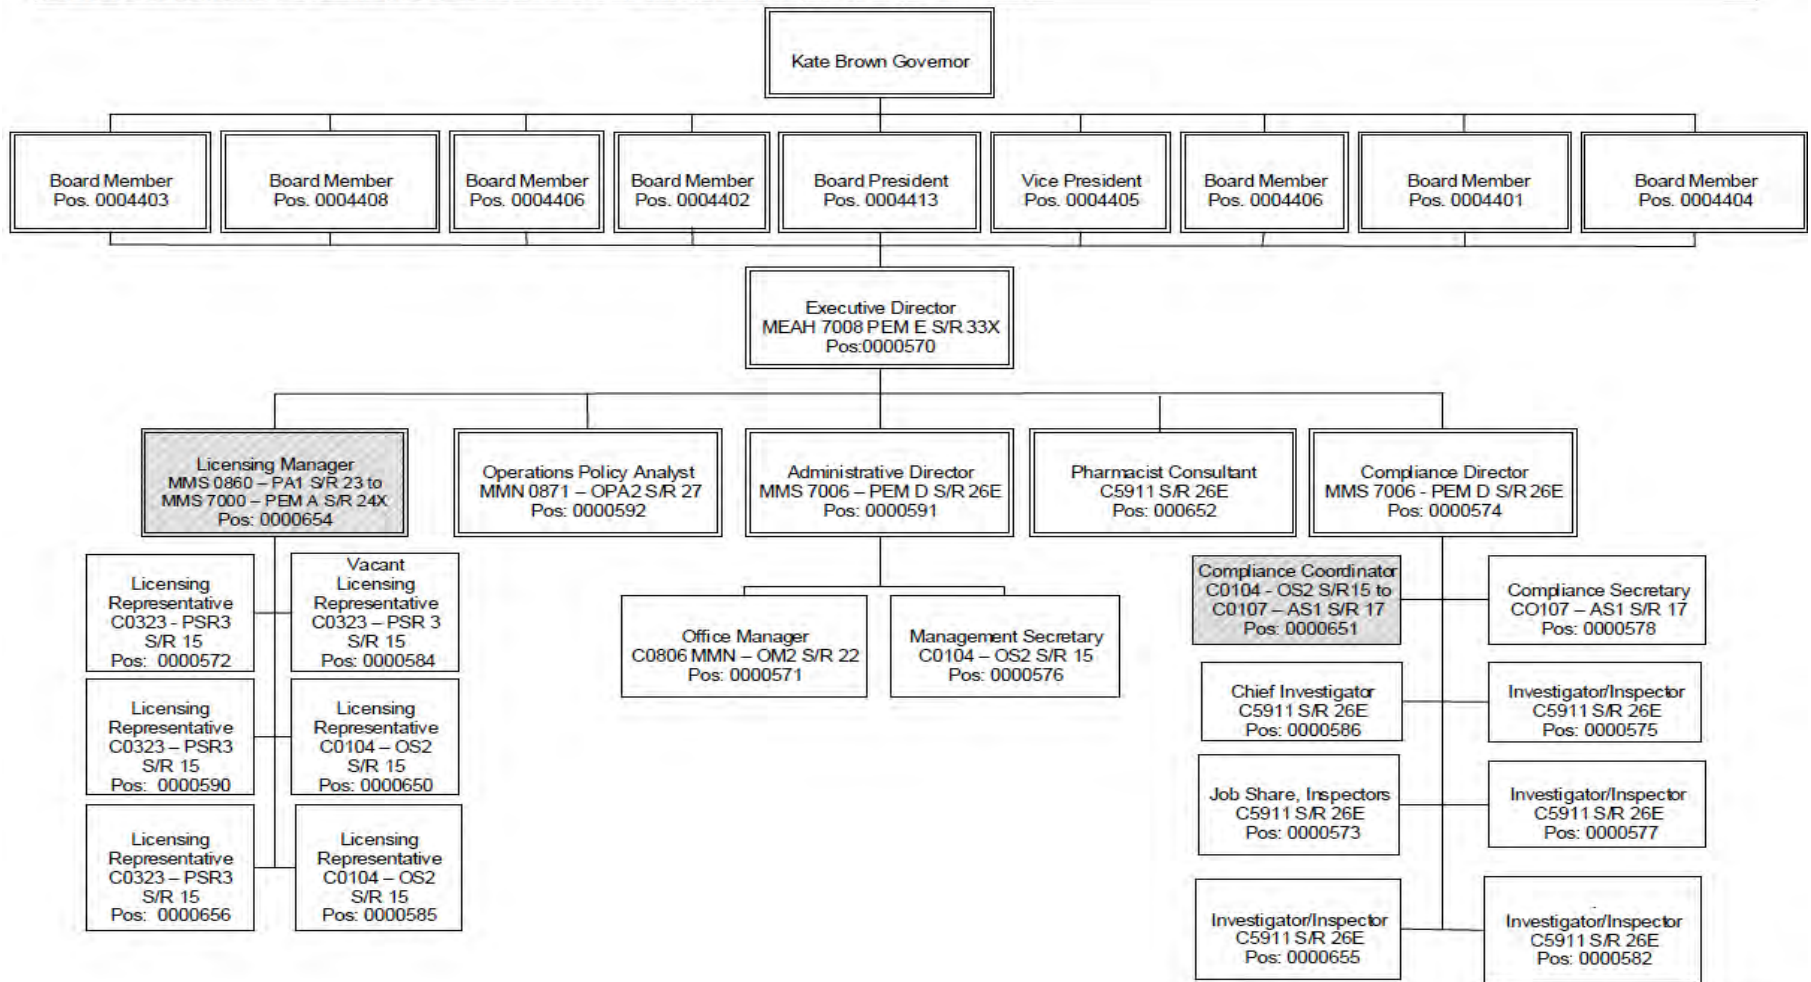 Kate Brown Governor
Board Member
Pos. 0004403
Board Member
Pos. 0004408
Board Member
Pos. 0004406
Board Member
Pos. 0004402
Board President
Pos. 0004413
Vice President
Pos. 0004405
Board Member
Pos. 0004406
Board Member
Pos. 0004401
Board Member
Pos. 0004404
Executive Director
MEAH 7008 PEM E S/R 33X
Pos:0000570
Licensing Manager
MMS 0860 – PA1 S/R 23 to
MMS 7000 – PEM A S/R 24X
Pos: 0000654
Operations Policy Analyst
MMN 0871 – OPA2 S/R 27
Pos: 0000592
Administrative Director
MMS 7006 – PEM D S/R 26E
Pos: 0000591
Pharmacist Consultant
C5911 S/R 26E
Pos: 000652
Compliance Director
MMS 7006 - PEM D S/R 26E
Pos: 0000574
Licensing
Representative
C0323 - PSR3
S/R 15
Pos: 0000572
Vacant
Licensing
Representative
C0323 – PSR 3
S/R 15
Pos: 0000584
Licensing
Representative
C0323 – PSR3
S/R 15
Pos: 0000590
Licensing
Representative
C0104 – OS2
S/R 15
Pos: 0000650
Licensing
Representative
C0323 – PSR3
S/R 15
Pos: 0000656
Licensing
Representative
C0104 – OS2
S/R 15
Pos: 0000585
Office Manager
C0806 MMN – OM2 S/R 22
Pos: 0000571
Management Secretary
C0104 – OS2 S/R 15
Pos: 0000576
Compliance Coordinator
C0104 - OS2 S/R15 to
C0107 – AS1 S/R 17
Pos: 0000651
Compliance Secretary
CO107 – AS1 S/R 17
Pos: 0000578
Chief Investigator
C5911 S/R 26E
Pos: 0000586
Investigator/Inspector
C5911 S/R 26E
Pos: 0000575
Job Share, Inspectors
C5911 S/R 26E
Pos: 0000573
Investigator/Inspector
C5911 S/R 26E
Pos: 0000577
Investigator/Inspector
C5911 S/R 26E
Pos: 0000655
Investigator/Inspector
C5911 S/R 26E
Pos: 0000582